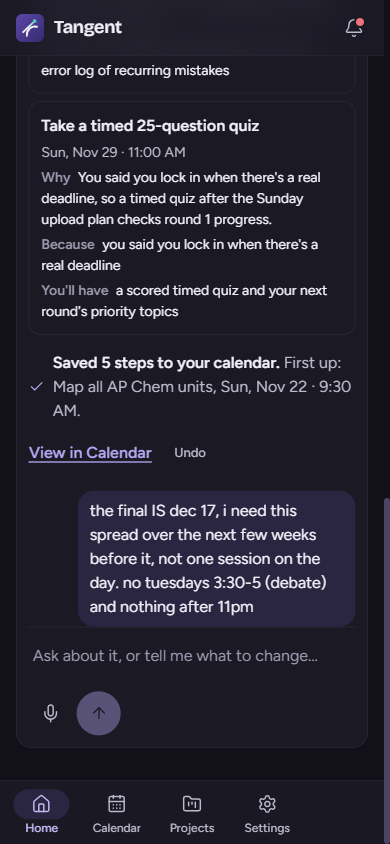 Tangent
error log of recurring mistakes
Take a timed 25-question quiz
Sun, Nov 29 · 11:00 AM
Why You said you lock in when there's a real
deadline, so a timed quiz after the Sunday
upload plan checks round 1 progress.
Because you said you lock in when there's a
real deadline
You'll have a scored timed quiz and your next
round's priority topics
Saved 5 steps to your calendar. First up:
Map all AP Chem units, Sun, Nov 22 · 9:30
AM.
View in Calendar Undo
the final IS dec 17, i need this
spread over the next few weeks
before it, not one session on the
day. no tuesdays 3:30-5 (debate)
and nothing after 11pm
Ask about it, or tell me what to change...
Home Calendar Projects Settings